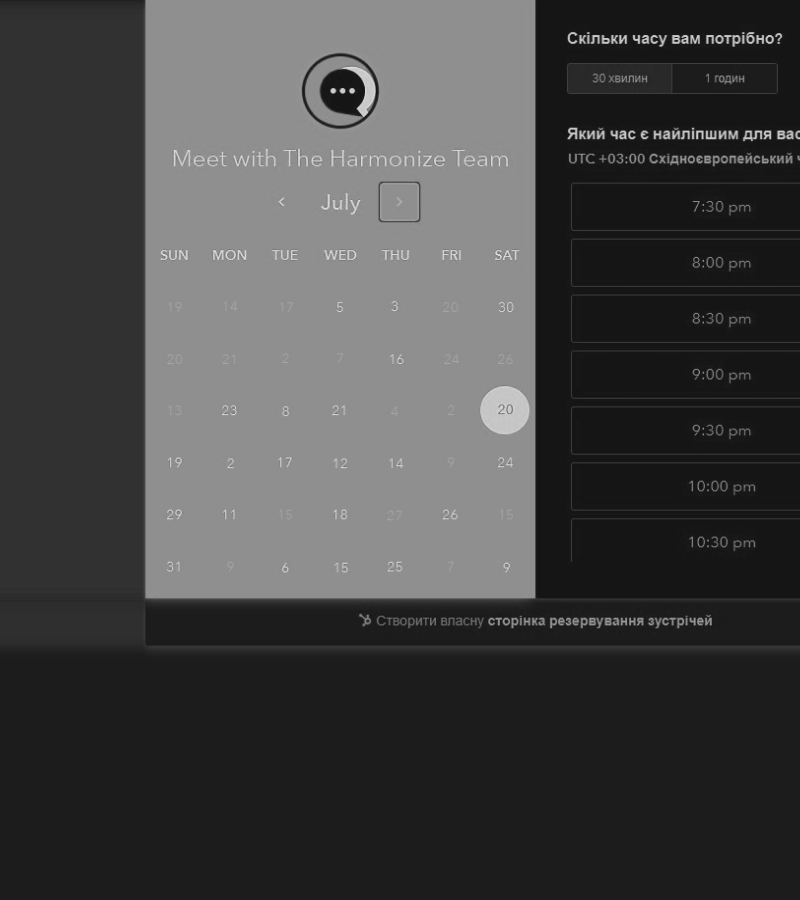 Meet with The Harmonize Team
July
SUN MON TUE WED THU FRI SAT
19 14 17 5 3 20 30
20 21 2 7 16 24 26
13 23 8 21 4 2 20
19 2 17 12 14 9 24
29 11 15 18 27 26 15
31 9 6 15 25 7 9
Скільки часу вам потрібно?
30 хвилин 1 годин
Який час є найліпшим для вас
UTC +03:00 Східноєвропейський ч
7:30 pm
8:00 pm
8:30 pm
9:00 pm
9:30 pm
10:00 pm
10:30 pm
Створити власну сторінка резервування зустрічей